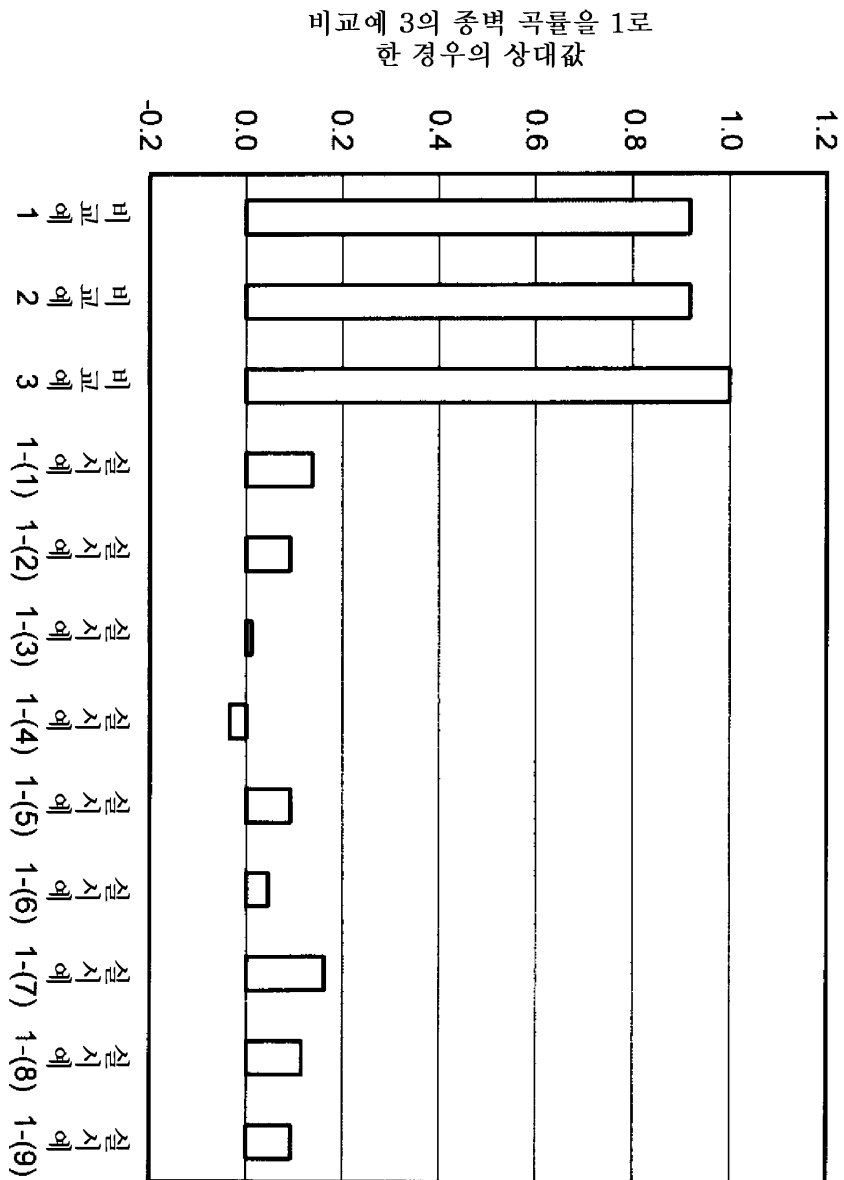 비교예 3의 종벽 곡률을 1로
한 경우의 상대값
-0.2
0.0
0.2
0.4
0.6
0.8
1.0
1.2
비교예 1
비교예 2
비교예 3
실시예 1-(1)
실시예 1-(2)
실시예 1-(3)
실시예 1-(4)
실시예 1-(5)
실시예 1-(6)
실시예 1-(7)
실시예 1-(8)
실시예 1-(9)